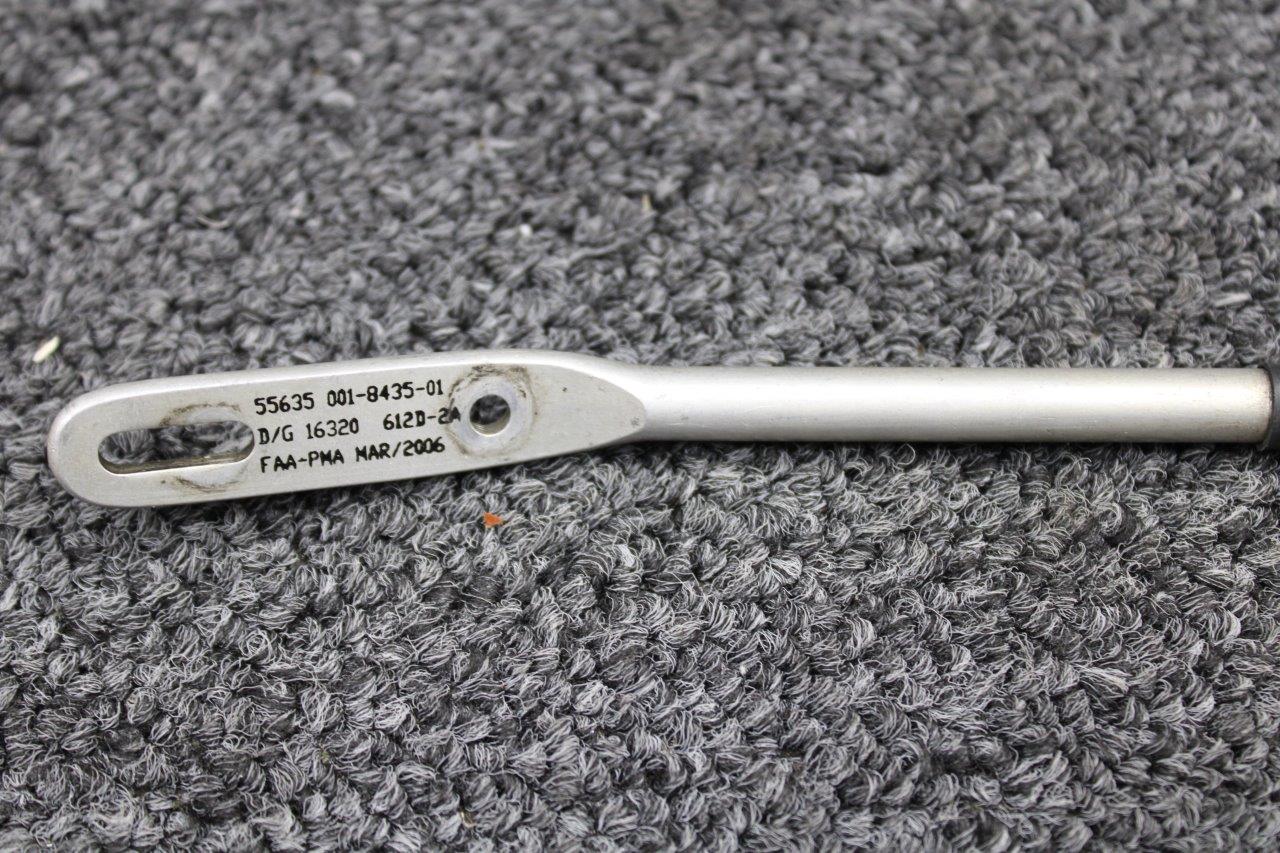 55635 001-8435-01
D/G 16320 612D-2A
FAA-PMA MAR/2006